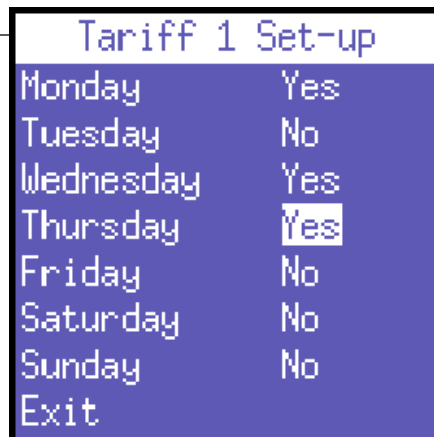 Tariff 1 Set-up
Monday Yes
Tuesday No
Wednesday Yes
Thursday Yes
Friday No
Saturday No
Sunday No
Exit